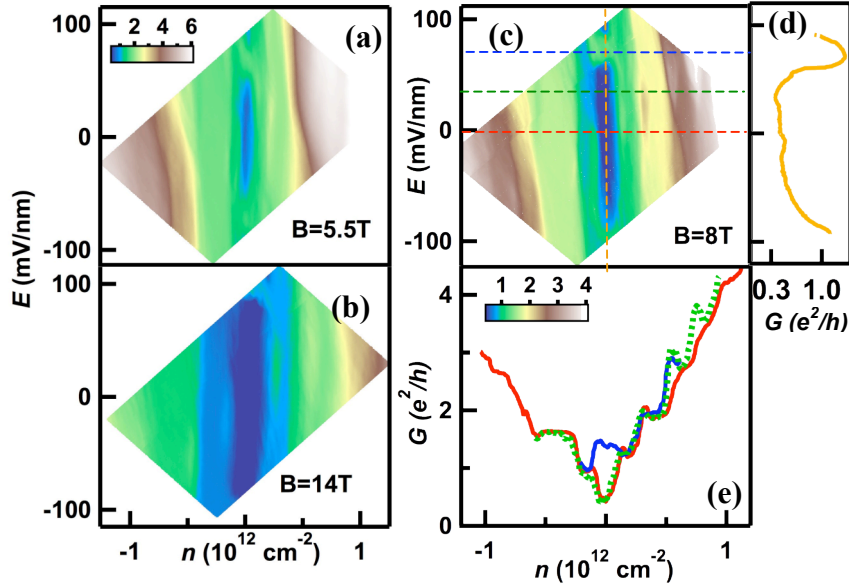 2 4 6
(a)
100
0
-100
E (mV/nm)
B=5.5T
(b)
100
0
-100
E (mV/nm)
B=14T
-1
1
n (10^12 cm^-2)
(c)
100
0
-100
E (mV/nm)
B=8T
(d)
0.3 1.0
G (e^2/h)
1 2 3 4
4
2
0
G (e^2/h)
(e)
-1
1
n (10^12 cm^-2)